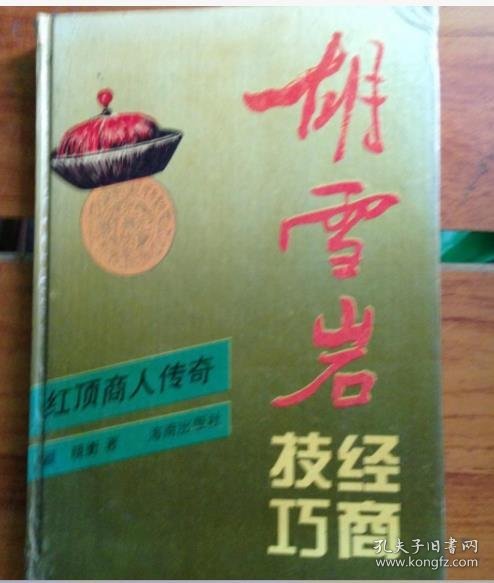 胡雪岩
经商
技巧
红顶商人传奇
著 海南出版社
孔夫子旧书网
www.kongfz.com